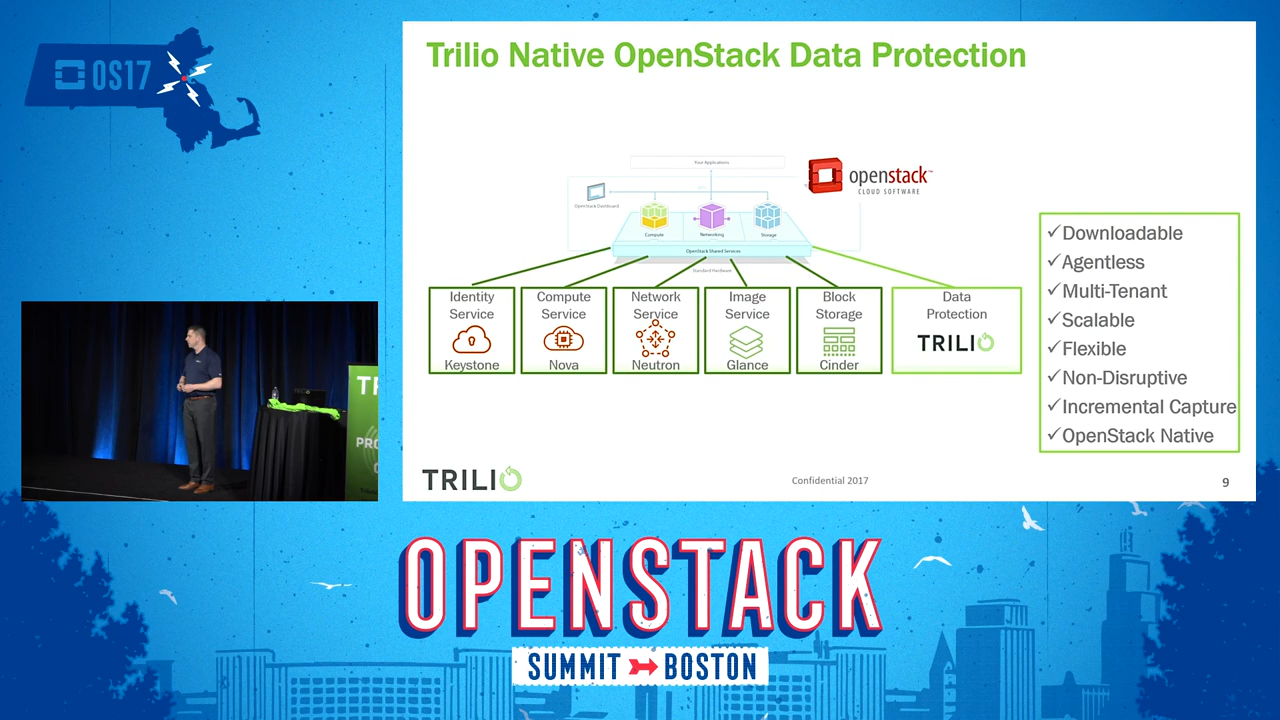 OS17
Trilio Native OpenStack Data Protection
Your Applications
openstack™
CLOUD SOFTWARE
OpenStack Dashboard
Compute
Networking
Storage
OpenStack Shared Services
Standard Hardware
Identity
Service
Keystone
Compute
Service
Nova
Network
Service
Neutron
Image
Service
Glance
Block
Storage
Cinder
Data
Protection
TRILIO
✓Downloadable
✓Agentless
✓Multi-Tenant
✓Scalable
✓Flexible
✓Non-Disruptive
✓Incremental Capture
✓OpenStack Native
TRILIO
Confidential 2017
9
OPENSTACK
SUMMIT BOSTON